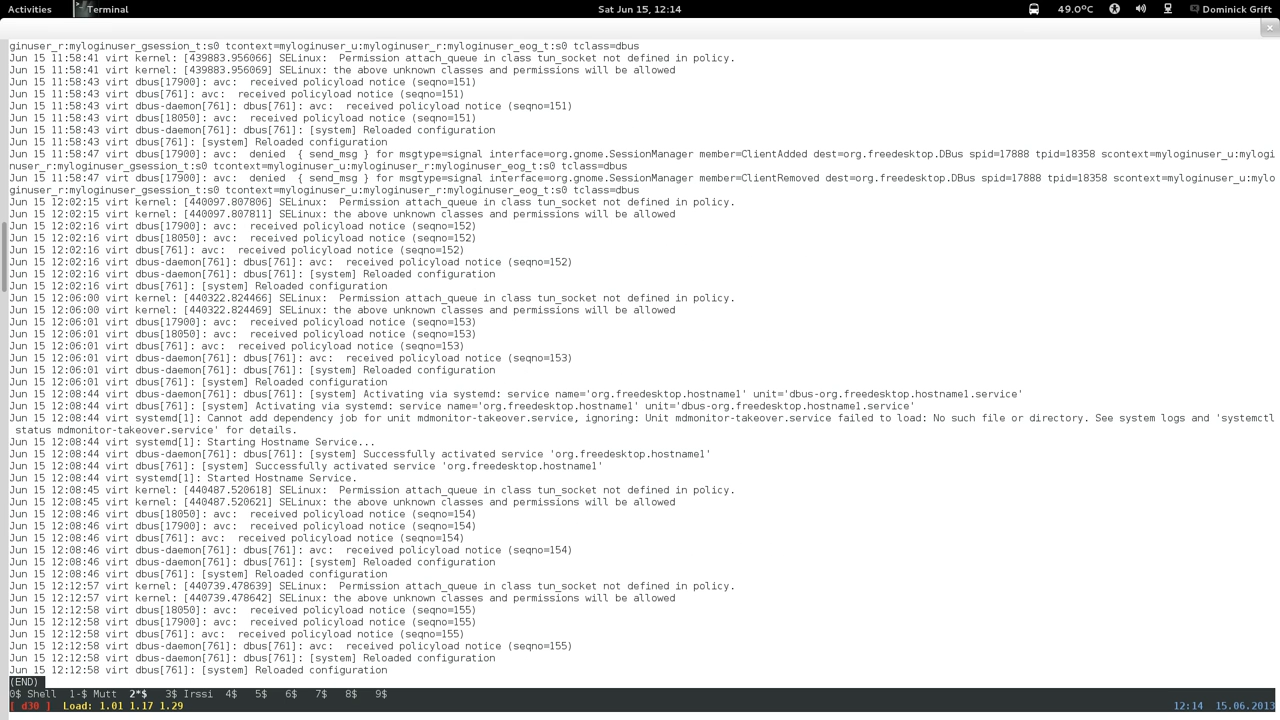 Activities Terminal Sat Jun 15, 12:14 49.0°C Dominick Grift
ginuser_r:myloginuser_gsession_t:s0 tcontext=myloginuser_u:myloginuser_r:myloginuser_eog_t:s0 tclass=dbus
Jun 15 11:58:41 virt kernel: [439883.956066] SELinux:  Permission attach_queue in class tun_socket not defined in policy.
Jun 15 11:58:41 virt kernel: [439883.956069] SELinux: the above unknown classes and permissions will be allowed
Jun 15 11:58:43 virt dbus[17900]: avc:  received policyload notice (seqno=151)
Jun 15 11:58:43 virt dbus[761]: avc:  received policyload notice (seqno=151)
Jun 15 11:58:43 virt dbus-daemon[761]: dbus[761]: avc:  received policyload notice (seqno=151)
Jun 15 11:58:43 virt dbus[18050]: avc:  received policyload notice (seqno=151)
Jun 15 11:58:43 virt dbus-daemon[761]: dbus[761]: [system] Reloaded configuration
Jun 15 11:58:43 virt dbus[761]: [system] Reloaded configuration
Jun 15 11:58:47 virt dbus[17900]: avc:  denied  { send_msg } for msgtype=signal interface=org.gnome.SessionManager member=ClientAdded dest=org.freedesktop.DBus spid=17888 tpid=18358 scontext=myloginuser_u:mylogi
nuser_r:myloginuser_gsession_t:s0 tcontext=myloginuser_u:myloginuser_r:myloginuser_eog_t:s0 tclass=dbus
Jun 15 11:58:47 virt dbus[17900]: avc:  denied  { send_msg } for msgtype=signal interface=org.gnome.SessionManager member=ClientRemoved dest=org.freedesktop.DBus spid=17888 tpid=18358 scontext=myloginuser_u:mylo
ginuser_r:myloginuser_gsession_t:s0 tcontext=myloginuser_u:myloginuser_r:myloginuser_eog_t:s0 tclass=dbus
Jun 15 12:02:15 virt kernel: [440097.807806] SELinux:  Permission attach_queue in class tun_socket not defined in policy.
Jun 15 12:02:15 virt kernel: [440097.807811] SELinux: the above unknown classes and permissions will be allowed
Jun 15 12:02:16 virt dbus[17900]: avc:  received policyload notice (seqno=152)
Jun 15 12:02:16 virt dbus[18050]: avc:  received policyload notice (seqno=152)
Jun 15 12:02:16 virt dbus[761]: avc:  received policyload notice (seqno=152)
Jun 15 12:02:16 virt dbus-daemon[761]: dbus[761]: avc:  received policyload notice (seqno=152)
Jun 15 12:02:16 virt dbus-daemon[761]: dbus[761]: [system] Reloaded configuration
Jun 15 12:02:16 virt dbus[761]: [system] Reloaded configuration
Jun 15 12:06:00 virt kernel: [440322.824466] SELinux:  Permission attach_queue in class tun_socket not defined in policy.
Jun 15 12:06:00 virt kernel: [440322.824469] SELinux: the above unknown classes and permissions will be allowed
Jun 15 12:06:01 virt dbus[17900]: avc:  received policyload notice (seqno=153)
Jun 15 12:06:01 virt dbus[18050]: avc:  received policyload notice (seqno=153)
Jun 15 12:06:01 virt dbus[761]: avc:  received policyload notice (seqno=153)
Jun 15 12:06:01 virt dbus-daemon[761]: dbus[761]: avc:  received policyload notice (seqno=153)
Jun 15 12:06:01 virt dbus-daemon[761]: dbus[761]: [system] Reloaded configuration
Jun 15 12:06:01 virt dbus[761]: [system] Reloaded configuration
Jun 15 12:08:44 virt dbus-daemon[761]: dbus[761]: [system] Activating via systemd: service name='org.freedesktop.hostname1' unit='dbus-org.freedesktop.hostname1.service'
Jun 15 12:08:44 virt dbus[761]: [system] Activating via systemd: service name='org.freedesktop.hostname1' unit='dbus-org.freedesktop.hostname1.service'
Jun 15 12:08:44 virt systemd[1]: Cannot add dependency job for unit mdmonitor-takeover.service, ignoring: Unit mdmonitor-takeover.service failed to load: No such file or directory. See system logs and 'systemctl
 status mdmonitor-takeover.service' for details.
Jun 15 12:08:44 virt systemd[1]: Starting Hostname Service...
Jun 15 12:08:44 virt dbus-daemon[761]: dbus[761]: [system] Successfully activated service 'org.freedesktop.hostname1'
Jun 15 12:08:44 virt dbus[761]: [system] Successfully activated service 'org.freedesktop.hostname1'
Jun 15 12:08:44 virt systemd[1]: Started Hostname Service.
Jun 15 12:08:45 virt kernel: [440487.520618] SELinux:  Permission attach_queue in class tun_socket not defined in policy.
Jun 15 12:08:45 virt kernel: [440487.520621] SELinux: the above unknown classes and permissions will be allowed
Jun 15 12:08:46 virt dbus[18050]: avc:  received policyload notice (seqno=154)
Jun 15 12:08:46 virt dbus[17900]: avc:  received policyload notice (seqno=154)
Jun 15 12:08:46 virt dbus[761]: avc:  received policyload notice (seqno=154)
Jun 15 12:08:46 virt dbus-daemon[761]: dbus[761]: avc:  received policyload notice (seqno=154)
Jun 15 12:08:46 virt dbus-daemon[761]: dbus[761]: [system] Reloaded configuration
Jun 15 12:08:46 virt dbus[761]: [system] Reloaded configuration
Jun 15 12:12:57 virt kernel: [440739.478639] SELinux:  Permission attach_queue in class tun_socket not defined in policy.
Jun 15 12:12:57 virt kernel: [440739.478642] SELinux: the above unknown classes and permissions will be allowed
Jun 15 12:12:58 virt dbus[18050]: avc:  received policyload notice (seqno=155)
Jun 15 12:12:58 virt dbus[17900]: avc:  received policyload notice (seqno=155)
Jun 15 12:12:58 virt dbus[761]: avc:  received policyload notice (seqno=155)
Jun 15 12:12:58 virt dbus-daemon[761]: dbus[761]: avc:  received policyload notice (seqno=155)
Jun 15 12:12:58 virt dbus-daemon[761]: dbus[761]: [system] Reloaded configuration
Jun 15 12:12:58 virt dbus[761]: [system] Reloaded configuration
(END)
0$ Shell  1-$ Mutt  2*$   3$ Irssi  4$   5$   6$   7$   8$   9$
[ d30 ]  Load: 1.01 1.17 1.29 12:14  15.06.2013